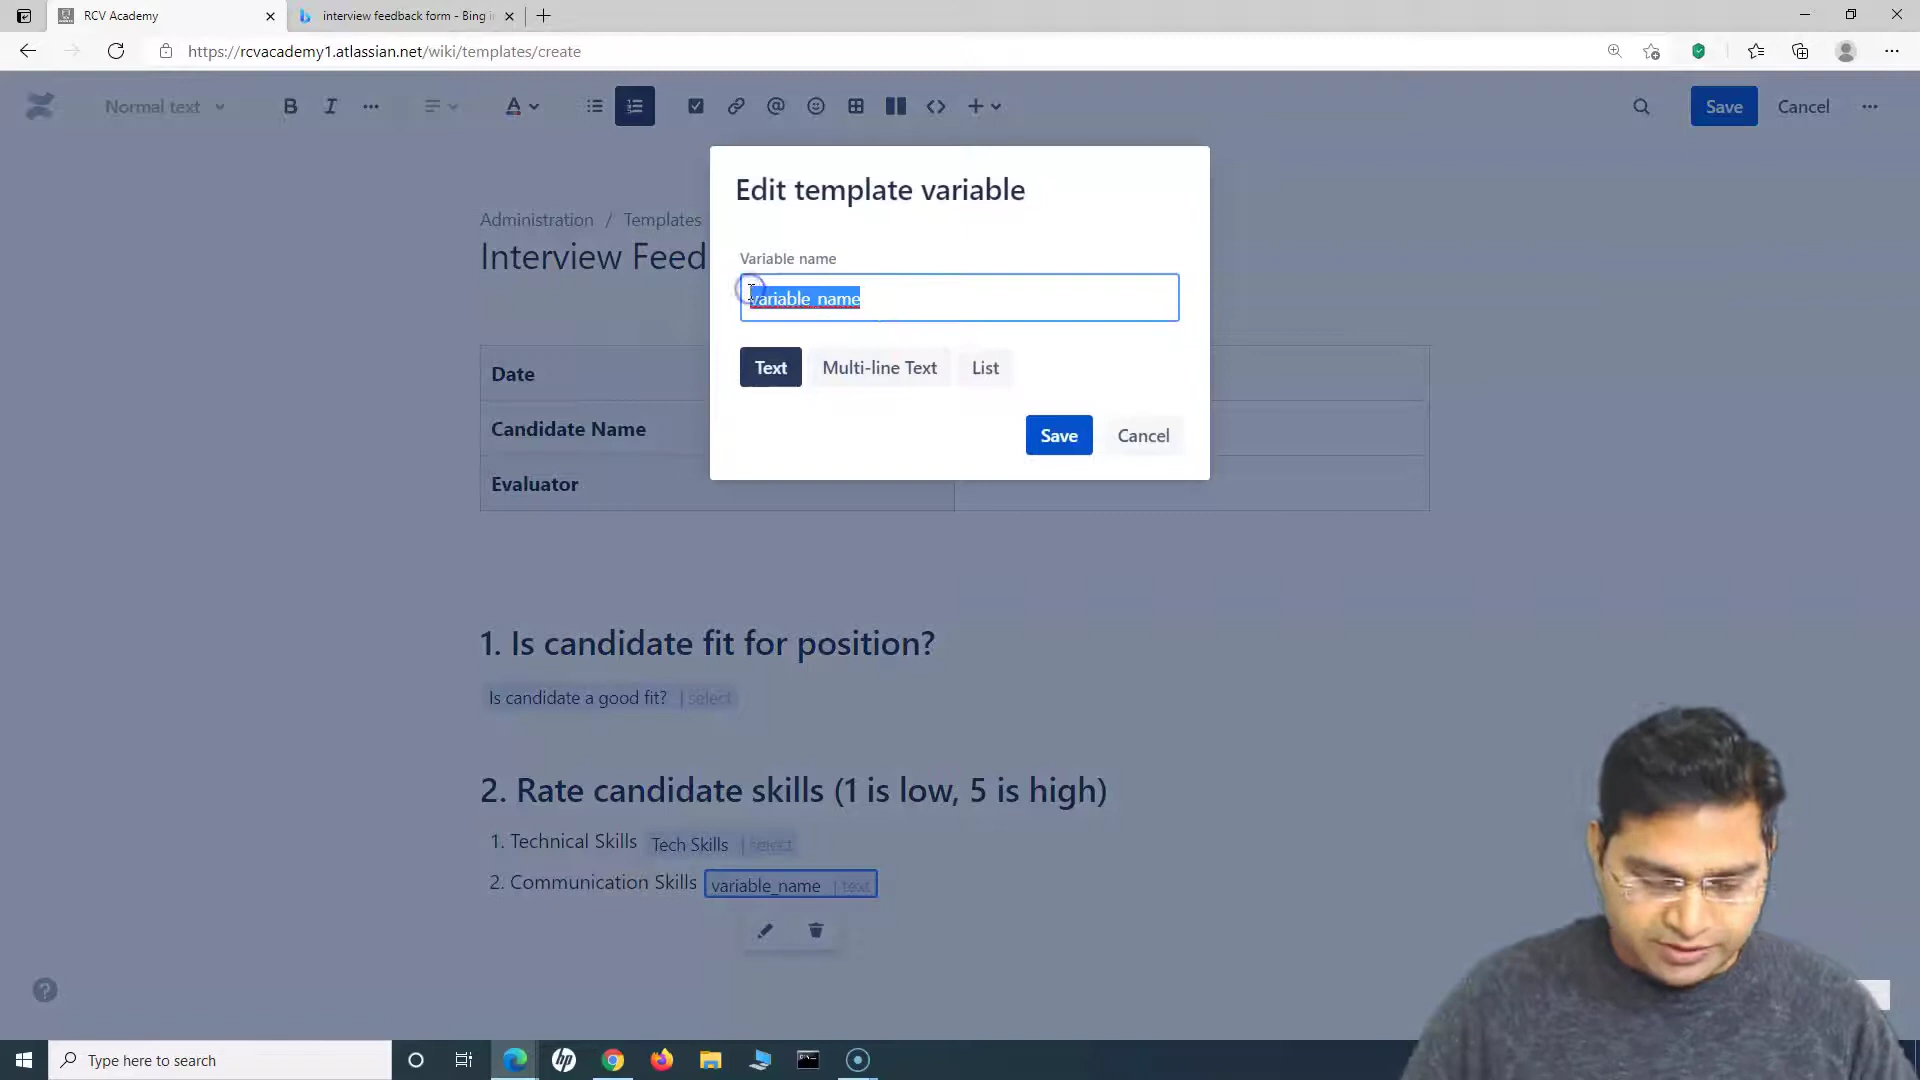 RCV Academy
interview feedback form - Bing i
https://rcvacademy1.atlassian.net/wiki/templates/create
Normal text
Save
Cancel
Edit template variable
Administration / Templates
Interview Feed
Variable name
variable_name
Text
Multi-line Text
List
Save
Cancel
Date
Candidate Name
Evaluator
1. Is candidate fit for position?
Is candidate a good fit? | select
2. Rate candidate skills (1 is low, 5 is high)
1. Technical Skills Tech Skills | select
2. Communication Skills variable_name | text
Type here to search